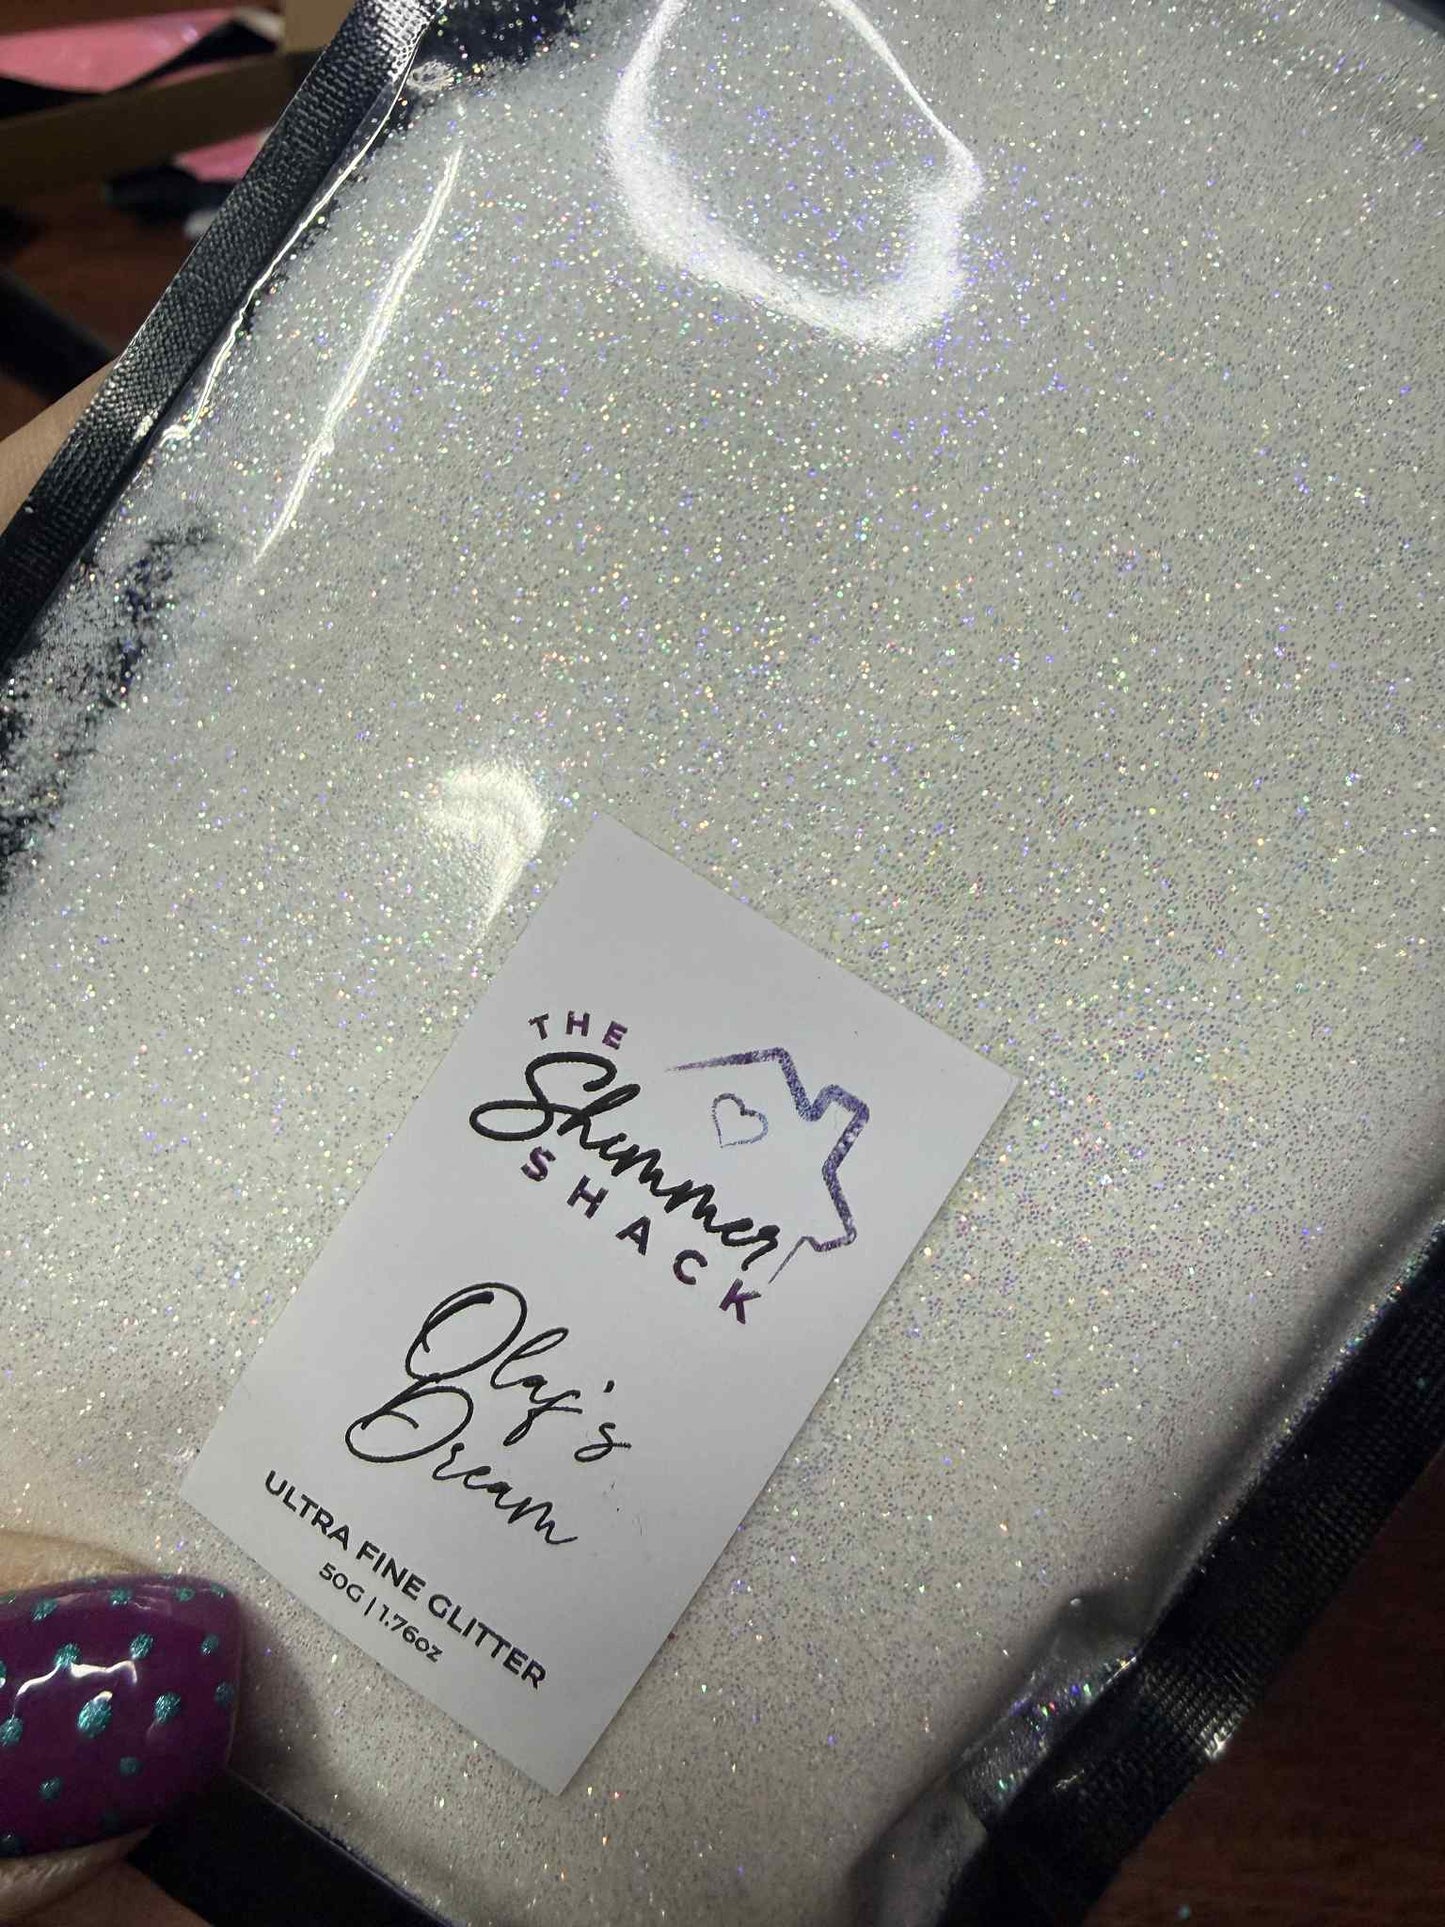 THE
Shimmer
SHACK
Olaf's
Dream
ULTRA FINE GLITTER
50G | 1.76oz